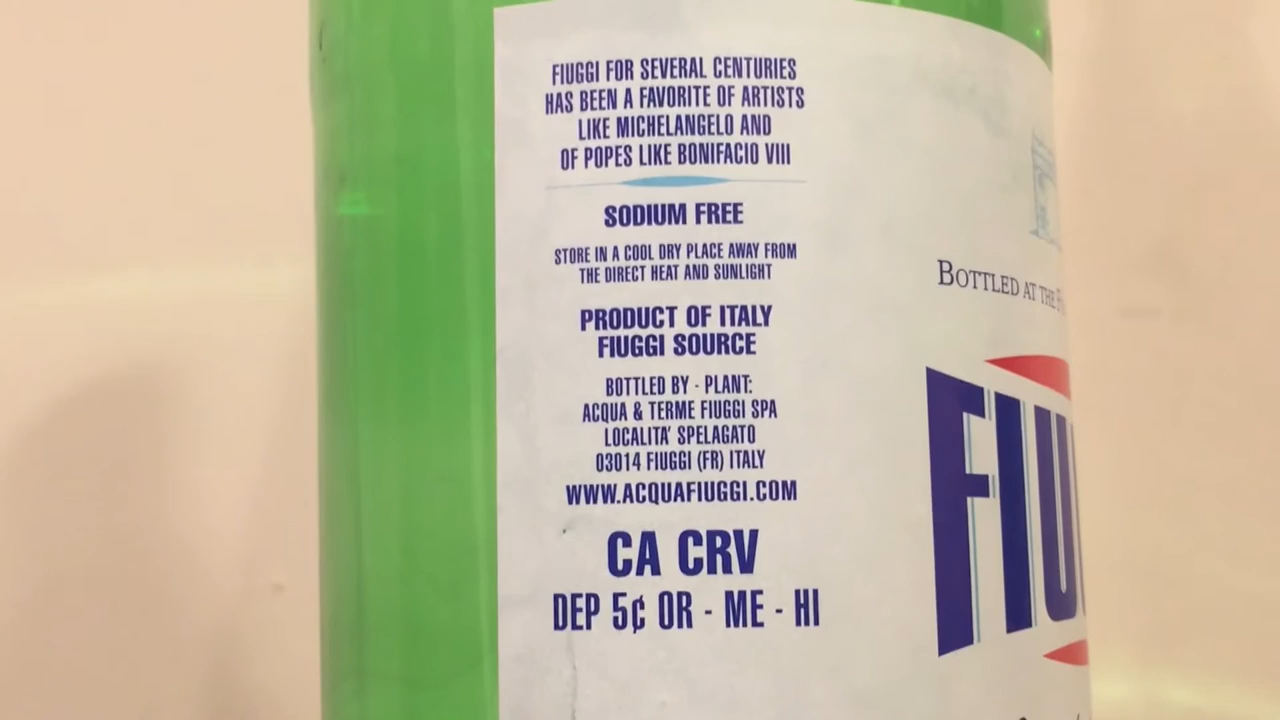 FIUGGI FOR SEVERAL CENTURIES
HAS BEEN A FAVORITE OF ARTISTS
LIKE MICHELANGELO AND
OF POPES LIKE BONIFACIO VIII
SODIUM FREE
STORE IN A COOL DRY PLACE AWAY FROM
THE DIRECT HEAT AND SUNLIGHT
PRODUCT OF ITALY
FIUGGI SOURCE
BOTTLED BY - PLANT:
ACQUA & TERME FIUGGI SPA
LOCALITA' SPELAGATO
03014 FIUGGI (FR) ITALY
WWW.ACQUAFIUGGI.COM
CA CRV
DEP 5¢ OR - ME - HI
BOTTLED AT THE
FIU